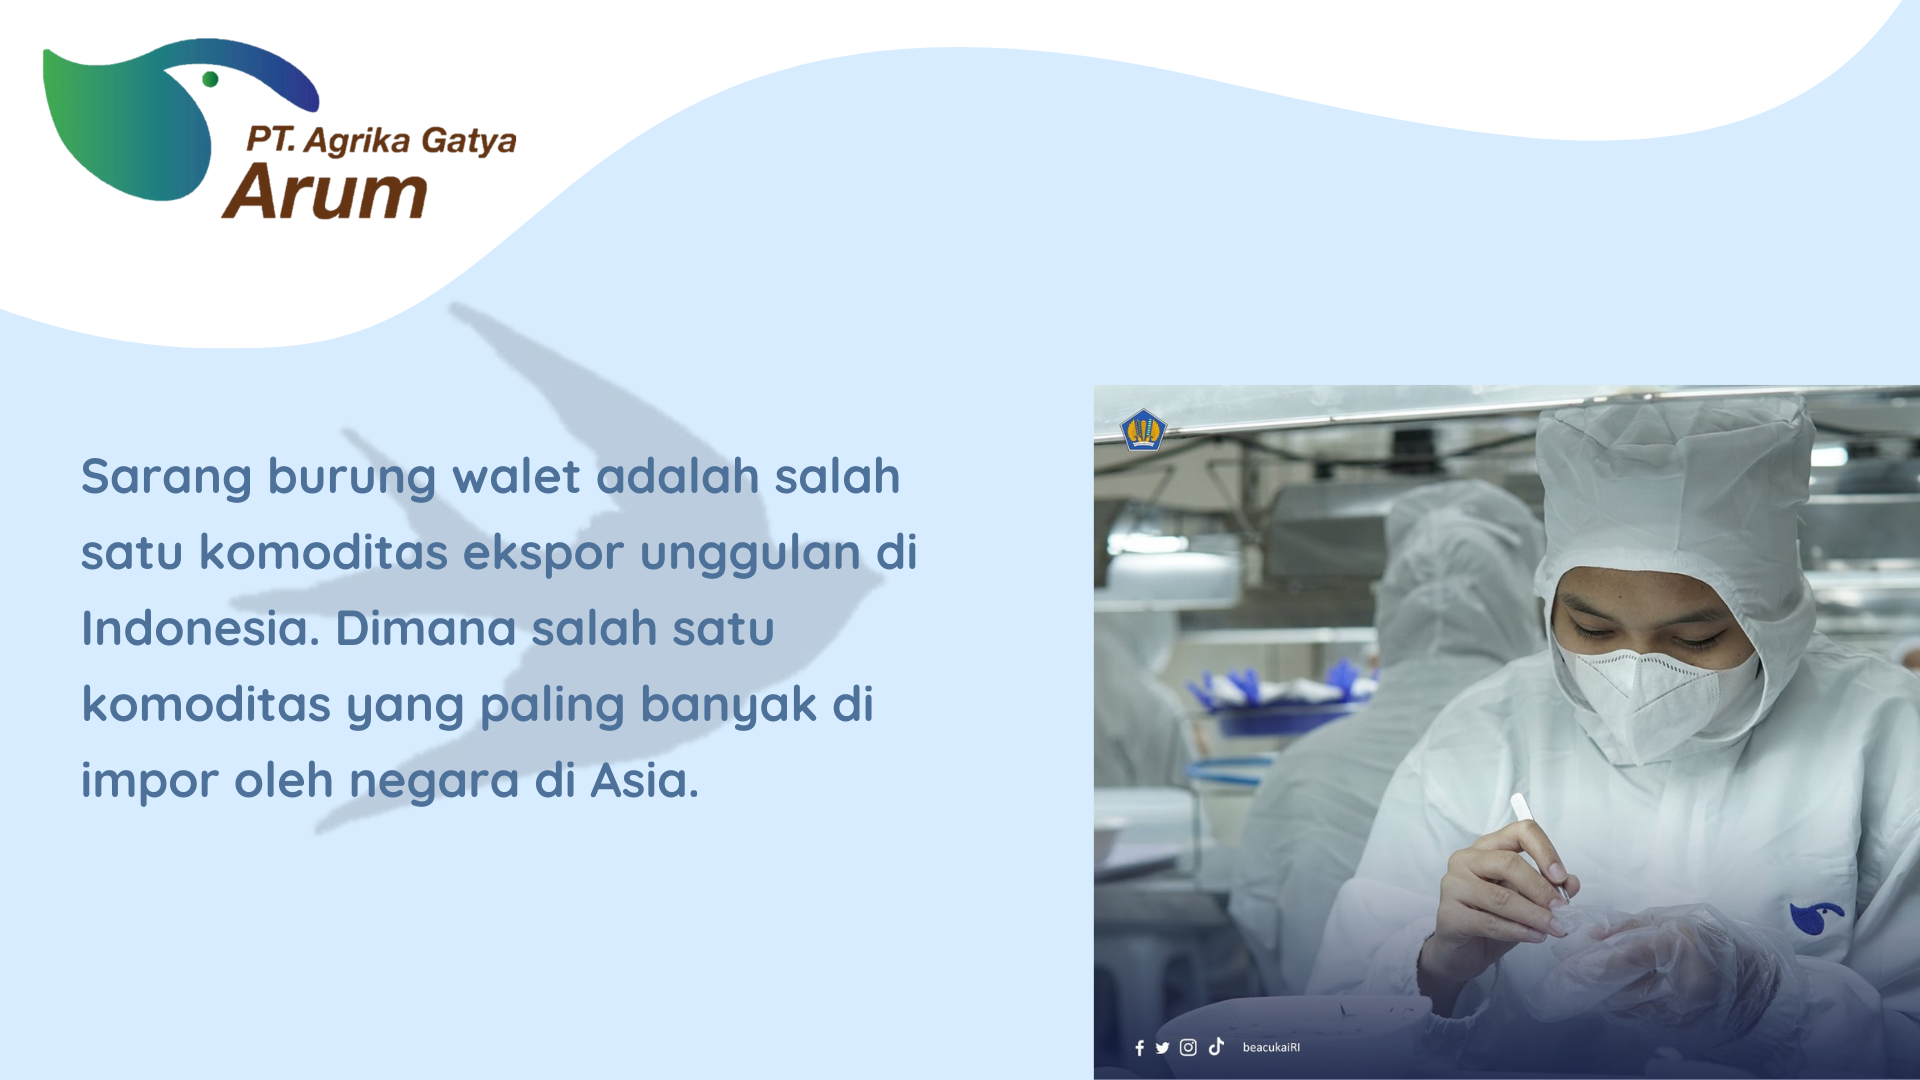 PT. Agrika Gatya
Arum
Sarang burung walet adalah salah
satu komoditas ekspor unggulan di
Indonesia. Dimana salah satu
komoditas yang paling banyak di
impor oleh negara di Asia.
beacukaiRI